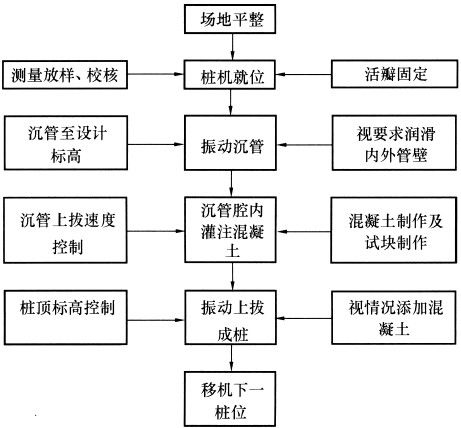 场地平整
测量放样、校核
桩机就位
活瓣固定
沉管至设计
标高
振动沉管
视要求润滑
内外管壁
沉管上拔速度
控制
沉管腔内
灌注混凝
土
混凝土制作及
试块制作
桩顶标高控制
振动上拔
成桩
视情况添加混
凝土
移机下一
桩位